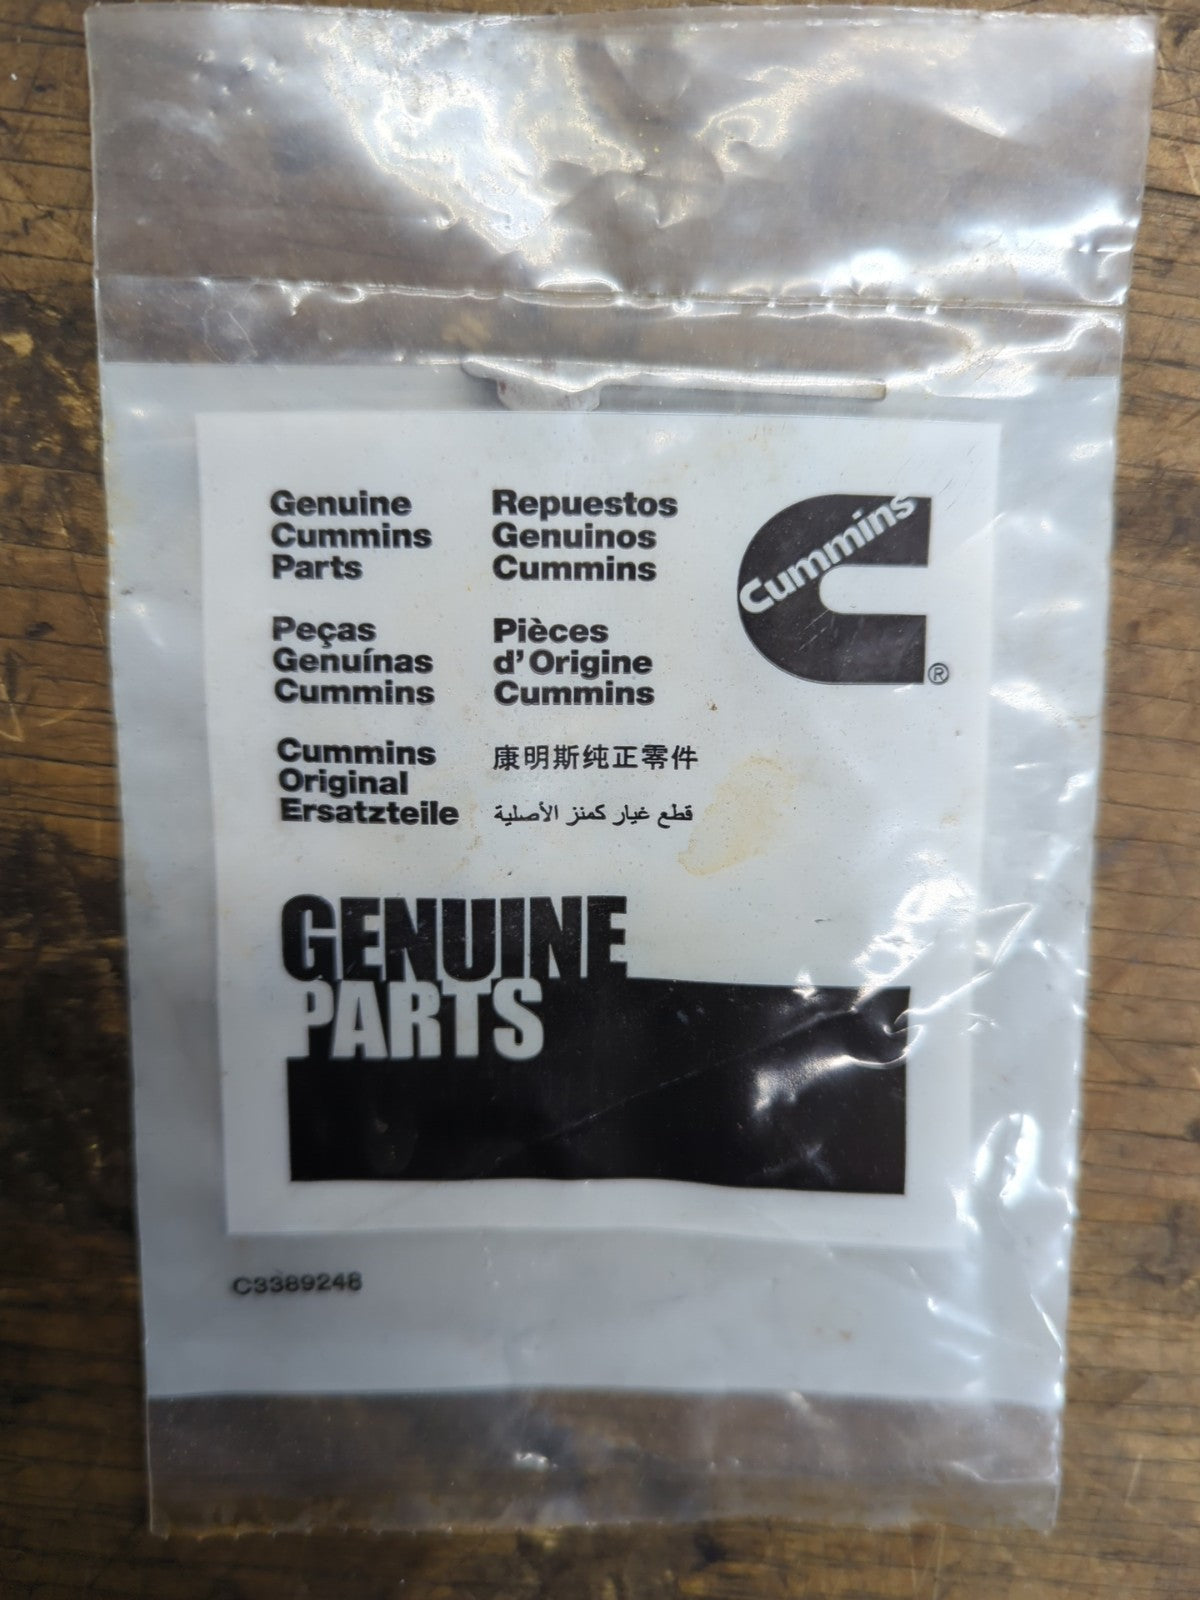 Genuine
Cummins
Parts
Repuestos
Genuinos
Cummins
Cummins
®
Peças
Genuínas
Cummins
Pièces
d'Origine
Cummins
Cummins
Original
Ersatzteile
康明斯纯正零件
قطع غيار كمنز الأصلية
GENUINE
PARTS
C3389248